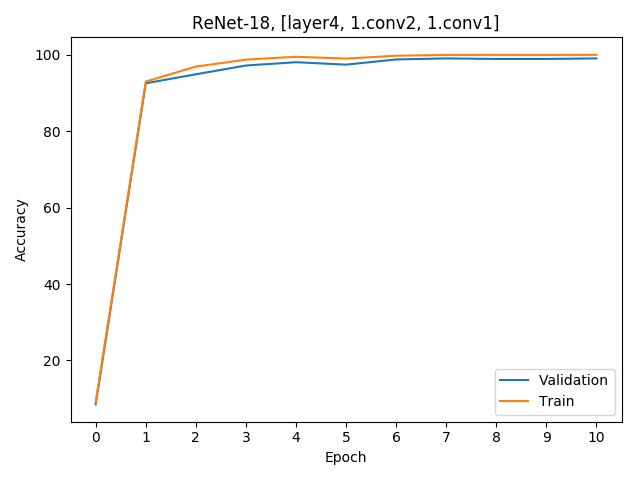 ReNet-18, [layer4, 1.conv2, 1.conv1]
Accuracy
100
80
60
40
20
0 1 2 3 4 5 6 7 8 9 10
Epoch
Validation
Train